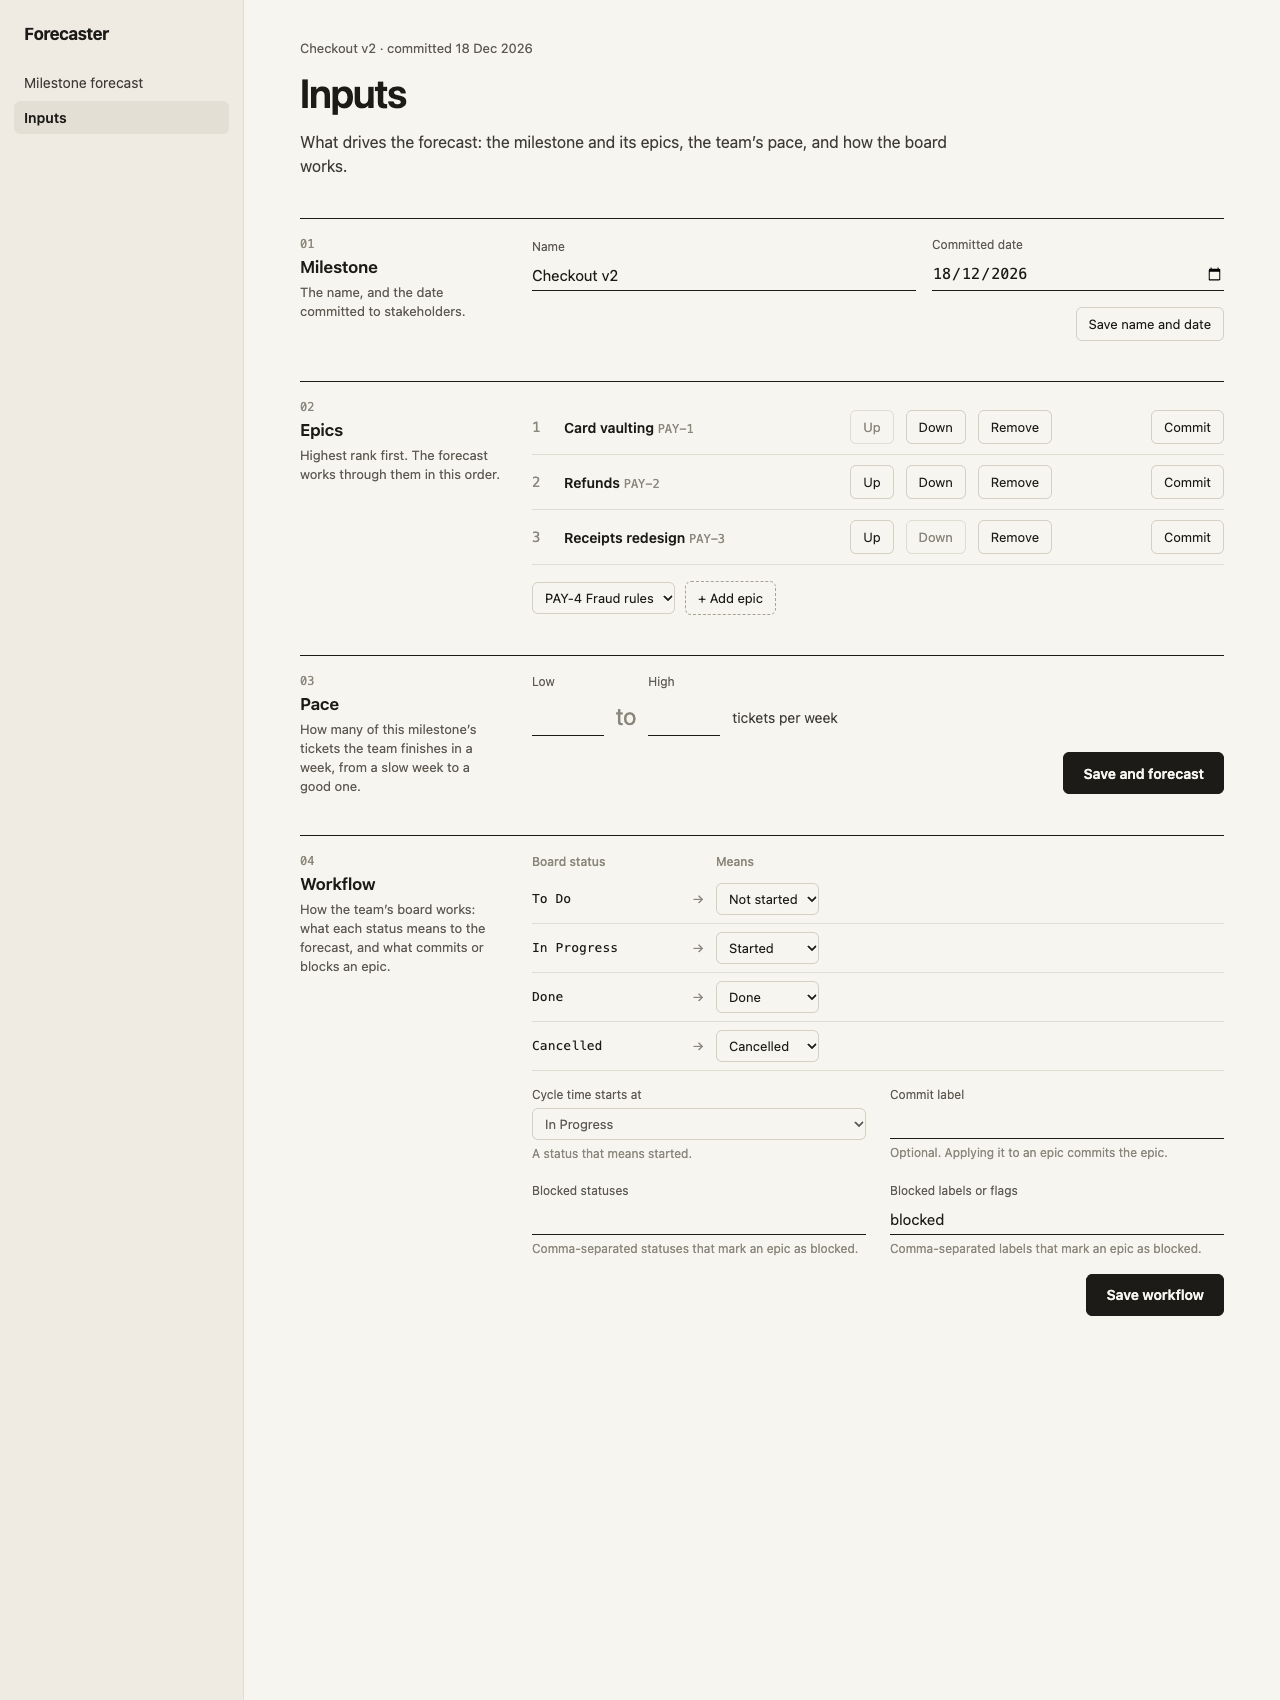 Forecaster
Milestone forecast
Inputs
Checkout v2 · committed 18 Dec 2026
Inputs
What drives the forecast: the milestone and its epics, the team’s pace, and how the board
works.
01
Milestone
The name, and the date
committed to stakeholders.
Name
Checkout v2
Committed date
18/12/2026
Save name and date
02
Epics
Highest rank first. The forecast
works through them in this order.
1 Card vaulting PAY-1 Up Down Remove Commit
2 Refunds PAY-2 Up Down Remove Commit
3 Receipts redesign PAY-3 Up Down Remove Commit
PAY-4 Fraud rules + Add epic
03
Pace
How many of this milestone’s
tickets the team finishes in a
week, from a slow week to a
good one.
Low High
to tickets per week
Save and forecast
04
Workflow
How the team’s board works:
what each status means to the
forecast, and what commits or
blocks an epic.
Board status Means
To Do → Not started
In Progress → Started
Done → Done
Cancelled → Cancelled
Cycle time starts at
In Progress
A status that means started.
Commit label
Optional. Applying it to an epic commits the epic.
Blocked statuses
Comma-separated statuses that mark an epic as blocked.
Blocked labels or flags
blocked
Comma-separated labels that mark an epic as blocked.
Save workflow